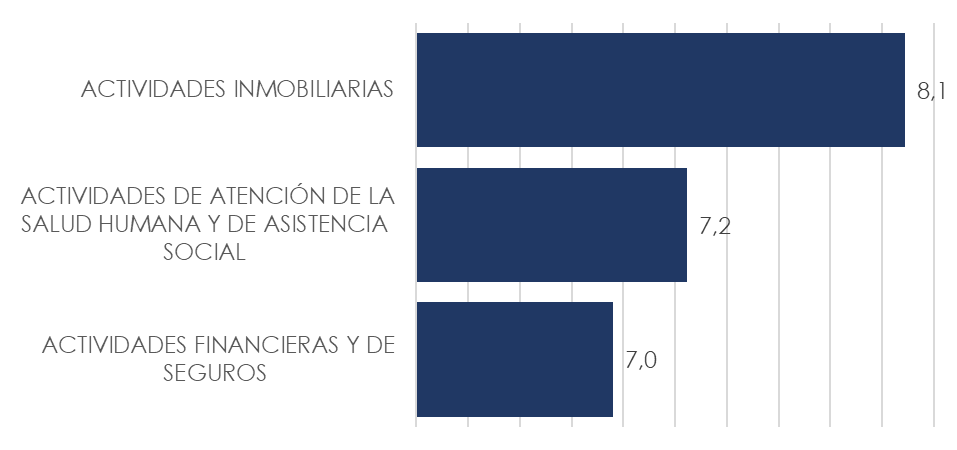 ACTIVIDADES INMOBILIARIAS
8,1
ACTIVIDADES DE ATENCIÓN DE LA
SALUD HUMANA Y DE ASISTENCIA
SOCIAL
7,2
ACTIVIDADES FINANCIERAS Y DE
SEGUROS
7,0